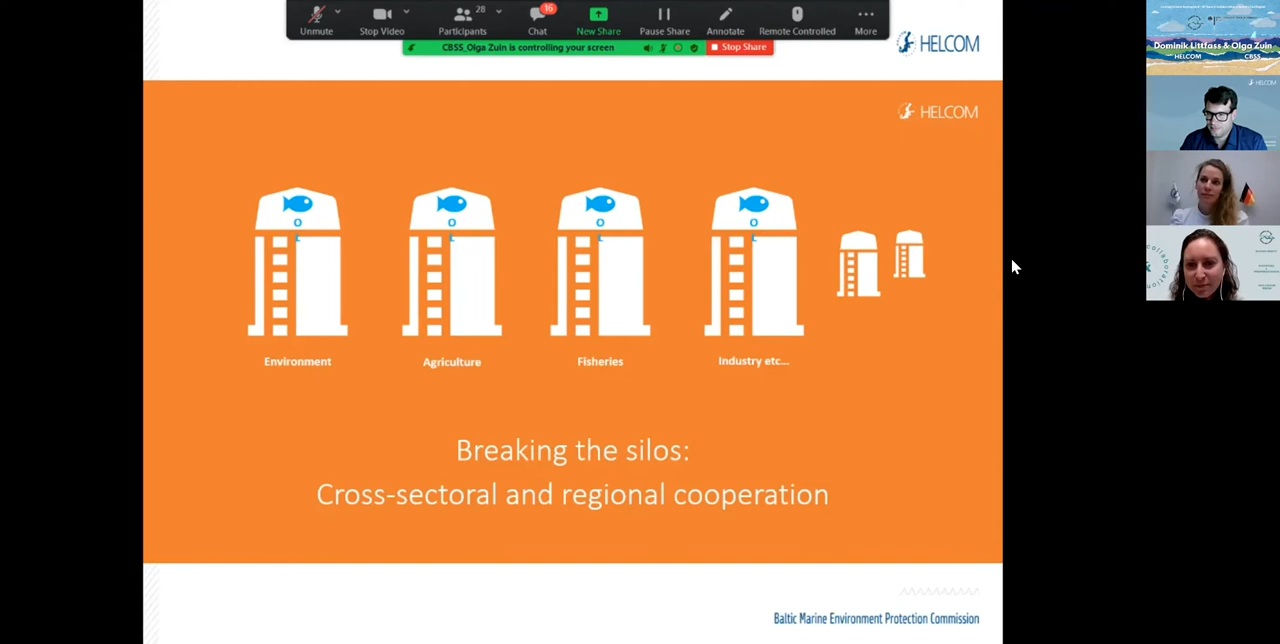 Unmute
Stop Video
28
Participants
16
Chat
New Share
Pause Share
Annotate
Remote Controlled
More
CBSS_Olga Zuin is controlling your screen
Stop Share
HELCOM
HELCOM
O
L
O
L
O
L
O
L
Environment
Agriculture
Fisheries
Industry etc...
Breaking the silos:
Cross-sectoral and regional cooperation
Baltic Marine Environment Protection Commission
Dominik Littfass & Olga Zuin
HELCOM
CBSS
HELCOM
collaboration